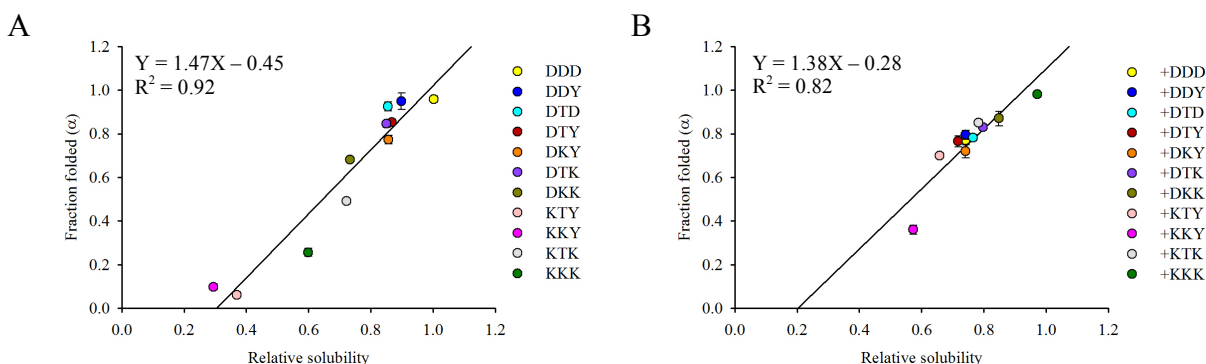 A
Y = 1.47X – 0.45
R² = 0.92
Fraction folded (α)
1.2
1.0
0.8
0.6
0.4
0.2
0.0
0.0 0.2 0.4 0.6 0.8 1.0 1.2
Relative solubility
DDD
DDY
DTD
DTY
DKY
DTK
DKK
KTY
KKY
KTK
KKK
B
Y = 1.38X – 0.28
R² = 0.82
Fraction folded (α)
1.2
1.0
0.8
0.6
0.4
0.2
0.0
0.0 0.2 0.4 0.6 0.8 1.0 1.2
Relative solubility
+DDD
+DDY
+DTD
+DTY
+DKY
+DTK
+DKK
+KTY
+KKY
+KTK
+KKK